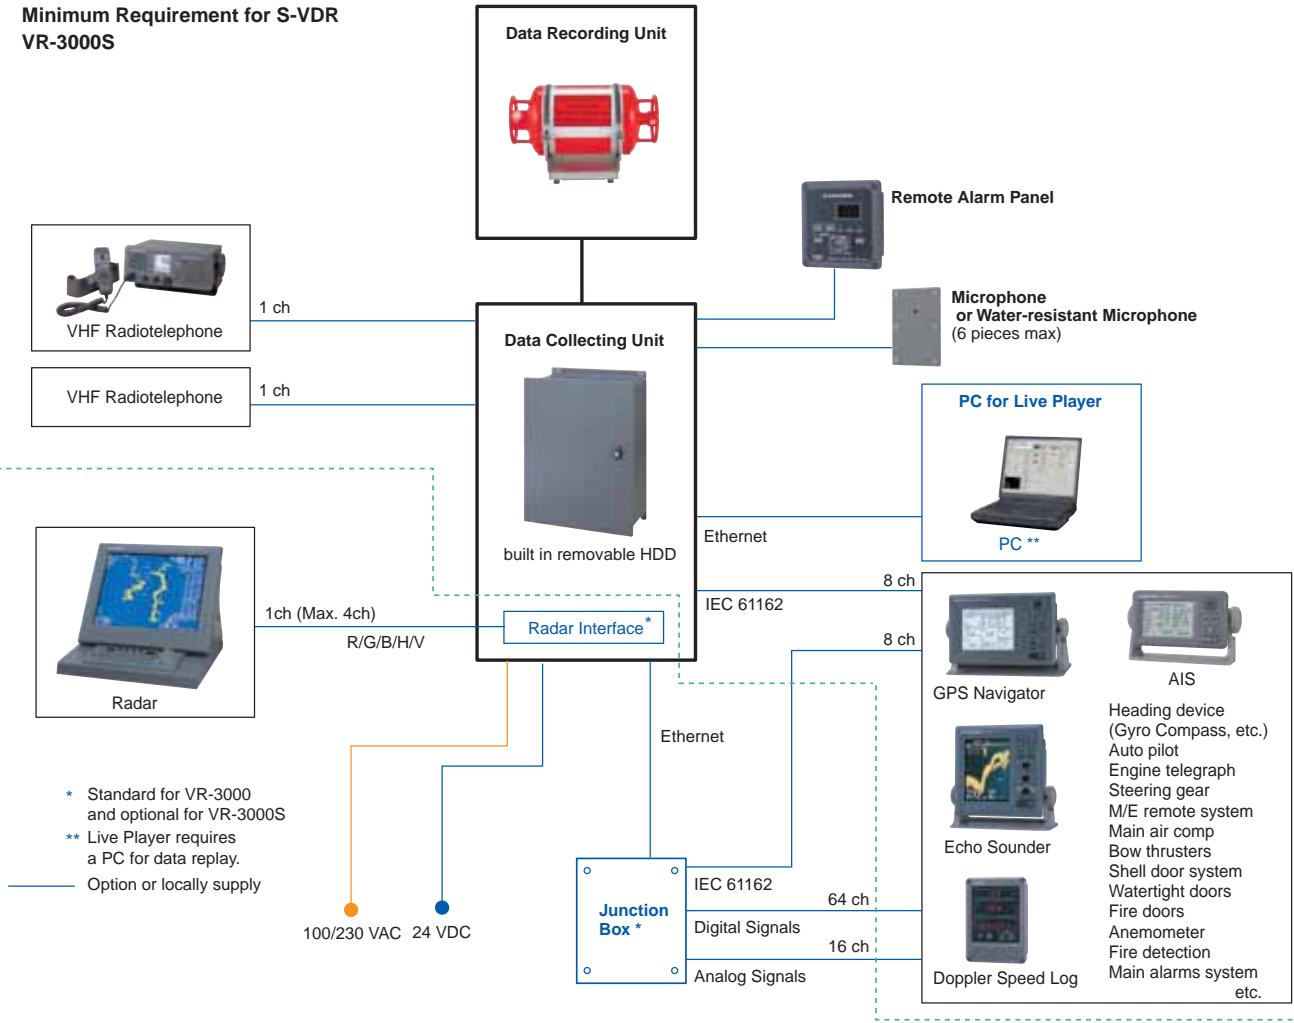 Minimum Requirement for S-VDR
VR-3000S
Data Recording Unit
Remote Alarm Panel
Microphone
or Water-resistant Microphone
(6 pieces max)
VHF Radiotelephone
1 ch
VHF Radiotelephone
1 ch
Data Collecting Unit
built in removable HDD
Radar Interface*
PC for Live Player
PC **
Ethernet
8 ch
IEC 61162
8 ch
1ch (Max. 4ch)
R/G/B/H/V
Radar
GPS Navigator
AIS
Echo Sounder
Doppler Speed Log
Heading device
(Gyro Compass, etc.)
Auto pilot
Engine telegraph
Steering gear
M/E remote system
Main air comp
Bow thrusters
Shell door system
Watertight doors
Fire doors
Anemometer
Fire detection
Main alarms system
etc.
Ethernet
* Standard for VR-3000
and optional for VR-3000S
** Live Player requires
a PC for data replay.
Option or locally supply
100/230 VAC
24 VDC
Junction
Box *
IEC 61162
64 ch
Digital Signals
16 ch
Analog Signals